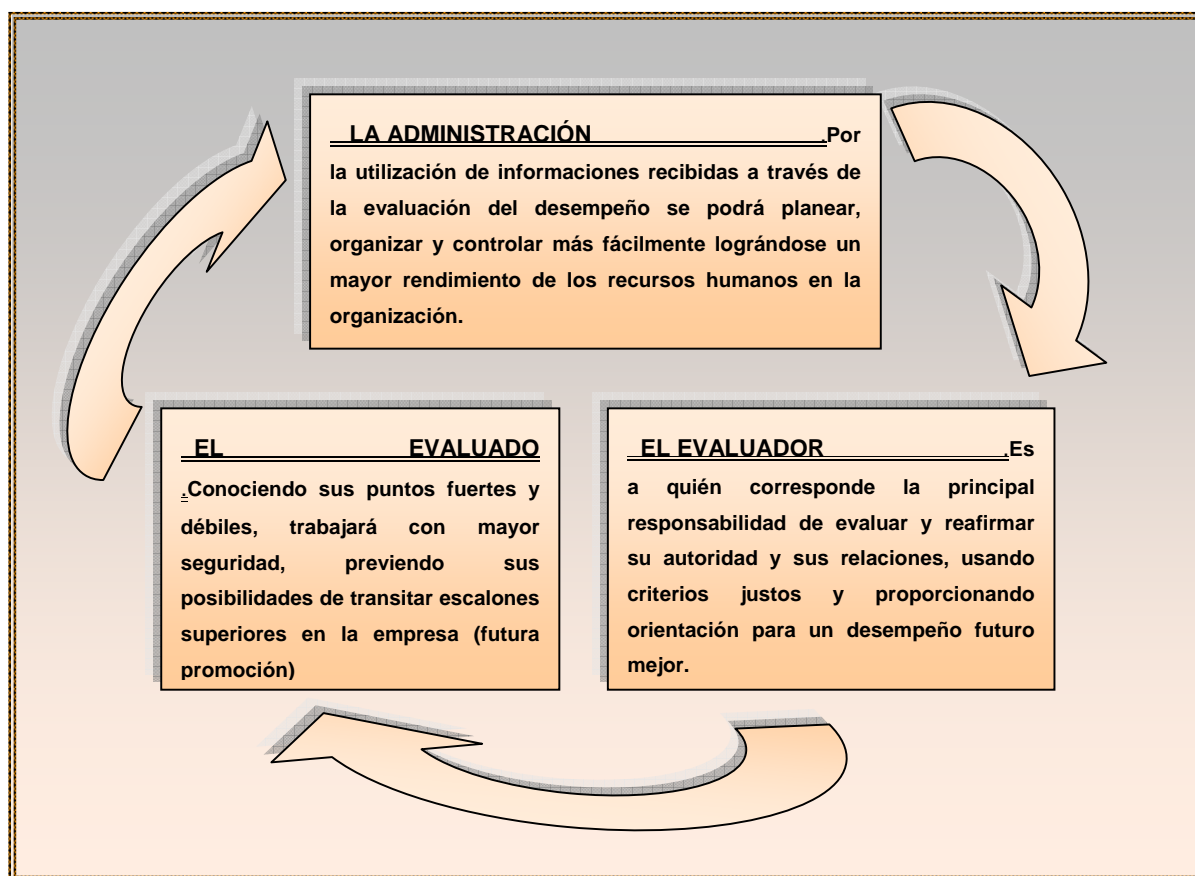 LA ADMINISTRACIÓN .Por
la utilización de informaciones recibidas a través de
la evaluación del desempeño se podrá planear,
organizar y controlar más fácilmente lográndose un
mayor rendimiento de los recursos humanos en la
organización.
EL EVALUADO
.Conociendo sus puntos fuertes y
débiles, trabajará con mayor
seguridad, previendo sus
posibilidades de transitar escalones
superiores en la empresa (futura
promoción)
EL EVALUADOR .Es
a quién corresponde la principal
responsabilidad de evaluar y reafirmar
su autoridad y sus relaciones, usando
criterios justos y proporcionando
orientación para un desempeño futuro
mejor.